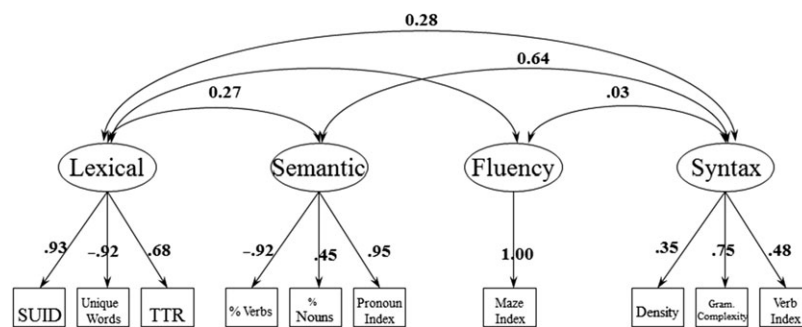 0.28
0.64
0.27
.03
Lexical
Semantic
Fluency
Syntax
.93
–.92
.68
–.92
.45
.95
1.00
.35
.75
.48
SUID
Unique
Words
TTR
% Verbs
%
Nouns
Pronoun
Index
Maze
Index
Density
Gram.
Complexity
Verb
Index